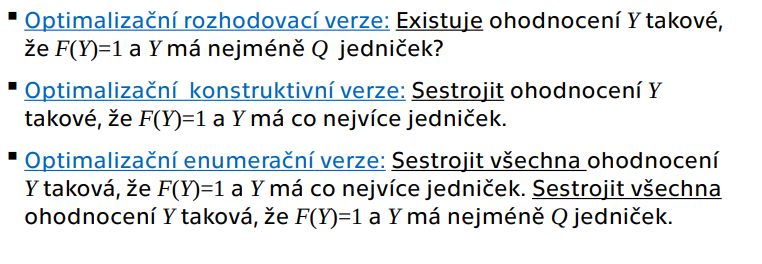 ▪ Optimalizační rozhodovací verze: Existuje ohodnocení Y takové,
že F(Y)=1 a Y má nejméně Q jedniček?
▪ Optimalizační konstruktivní verze: Sestrojit ohodnocení Y
takové, že F(Y)=1 a Y má co nejvíce jedniček.
▪ Optimalizační enumerační verze: Sestrojit všechna ohodnocení
Y taková, že F(Y)=1 a Y má co nejvíce jedniček. Sestrojit všechna
ohodnocení Y taková, že F(Y)=1 a Y má nejméně Q jedniček.